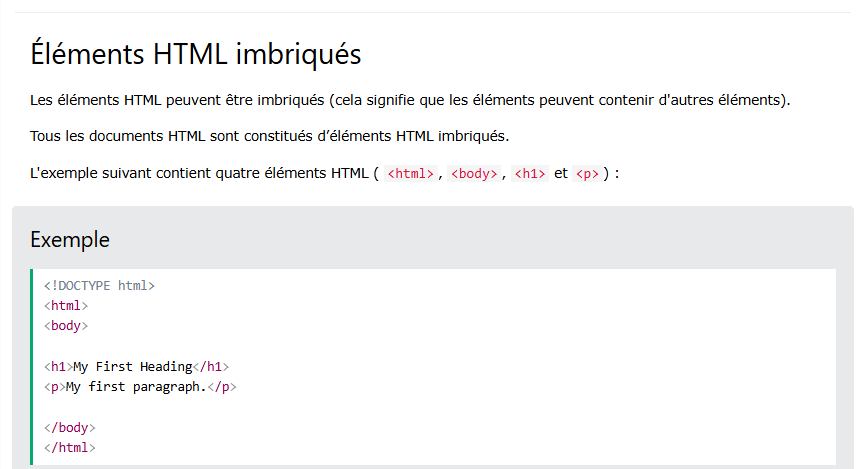 Éléments HTML imbriqués
Les éléments HTML peuvent être imbriqués (cela signifie que les éléments peuvent contenir d'autres éléments).
Tous les documents HTML sont constitués d’éléments HTML imbriqués.
L'exemple suivant contient quatre éléments HTML ( <html>, <body>, <h1> et <p>) :
Exemple
<!DOCTYPE html>
<html>
<body>
<h1>My First Heading</h1>
<p>My first paragraph.</p>
</body>
</html>